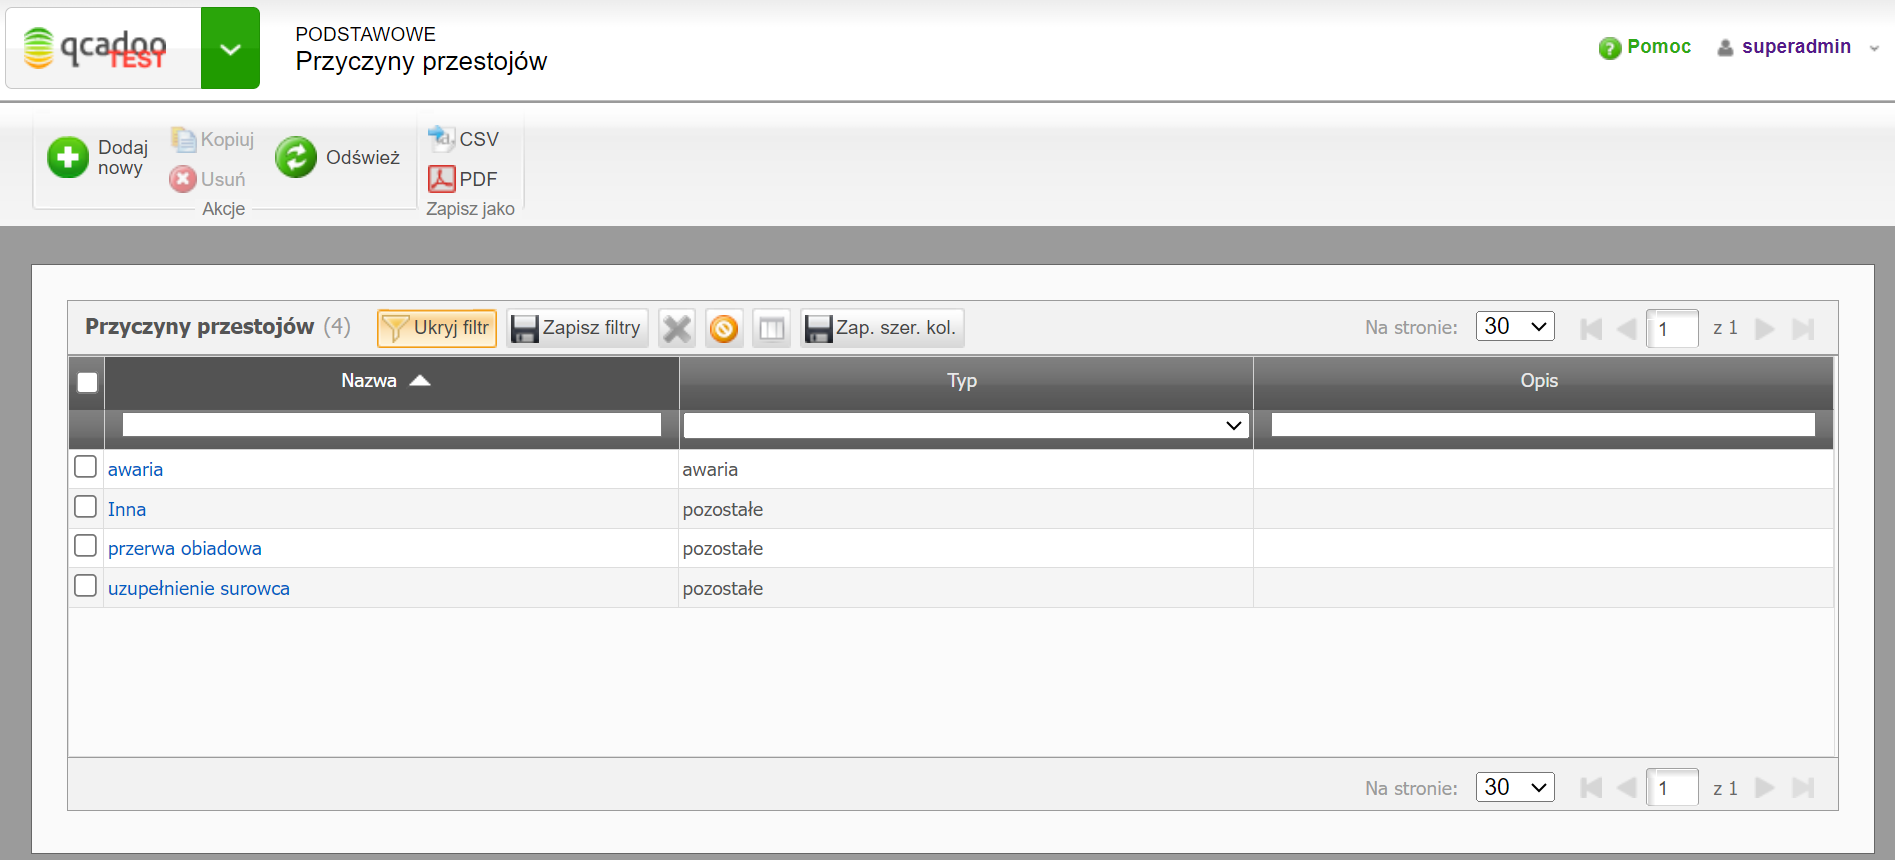 qcadoo
TEST
PODSTAWOWE
Przyczyny przestojów
Pomoc
superadmin
Dodaj
nowy
Kopiuj
Usuń
Odśwież
Akcje
CSV
PDF
Zapisz jako
Przyczyny przestojów (4)
Ukryj filtr
Zapisz filtry
Zap. szer. kol.
Na stronie: 30 1 z 1
Nazwa Typ Opis
awaria awaria
Inna pozostałe
przerwa obiadowa pozostałe
uzupełnienie surowca pozostałe
Na stronie: 30 1 z 1